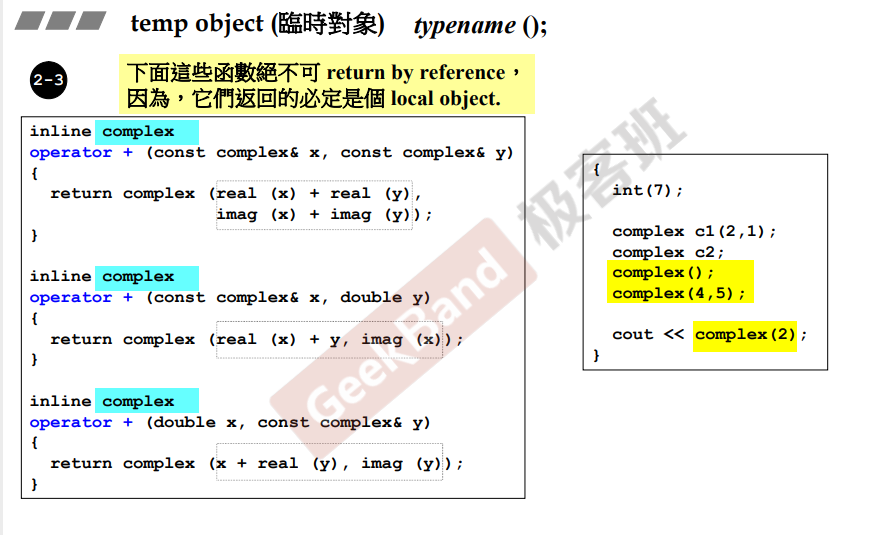 temp object (臨時對象) typename ();
2-3
下面這些函數絕不可 return by reference，
因為，它們返回的必定是個 local object.
inline complex
operator + (const complex& x, const complex& y)
{
return complex (real (x) + real (y),
imag (x) + imag (y));
}
inline complex
operator + (const complex& x, double y)
{
return complex (real (x) + y, imag (x));
}
inline complex
operator + (double x, const complex& y)
{
return complex (x + real (y), imag (y));
}
{
int(7);
complex c1(2,1);
complex c2;
complex();
complex(4,5);
cout << complex(2);
}
GeekBand 极客班